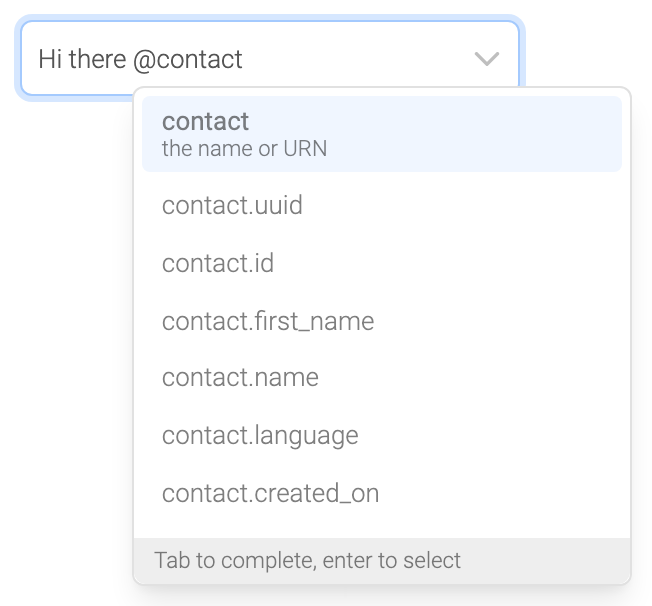 Hi there @contact
contact
the name or URN
contact.uuid
contact.id
contact.first_name
contact.name
contact.language
contact.created_on
Tab to complete, enter to select